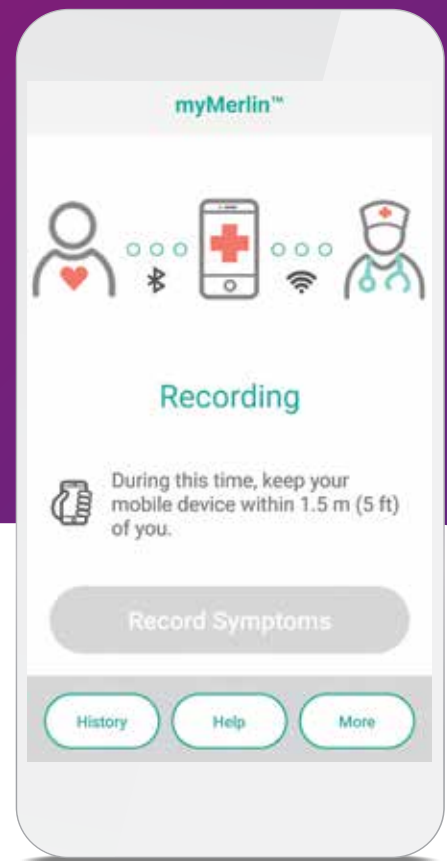 myMerlin™
Recording
During this time, keep your
mobile device within 1.5 m (5 ft)
of you.
Record Symptoms
History
Help
More